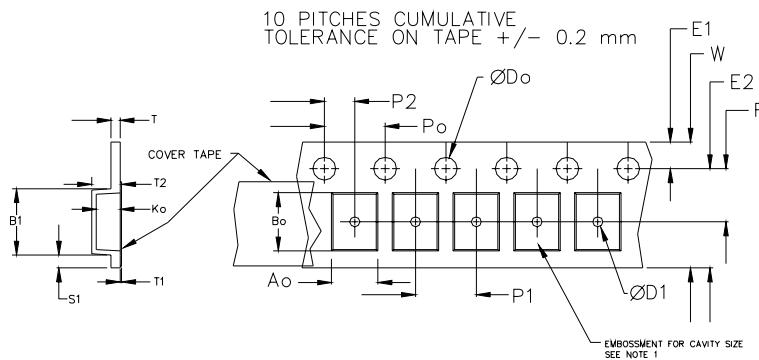 10 PITCHES CUMULATIVE
TOLERANCE ON TAPE +/- 0.2 mm
E1
W
ØDo
E2
P2
F
T
Po
COVER TAPE
T2
Ko
B1
Bo
Ao
S1
T1
P1
ØD1
EMBOSSMENT FOR CAVITY SIZE
SEE NOTE 1